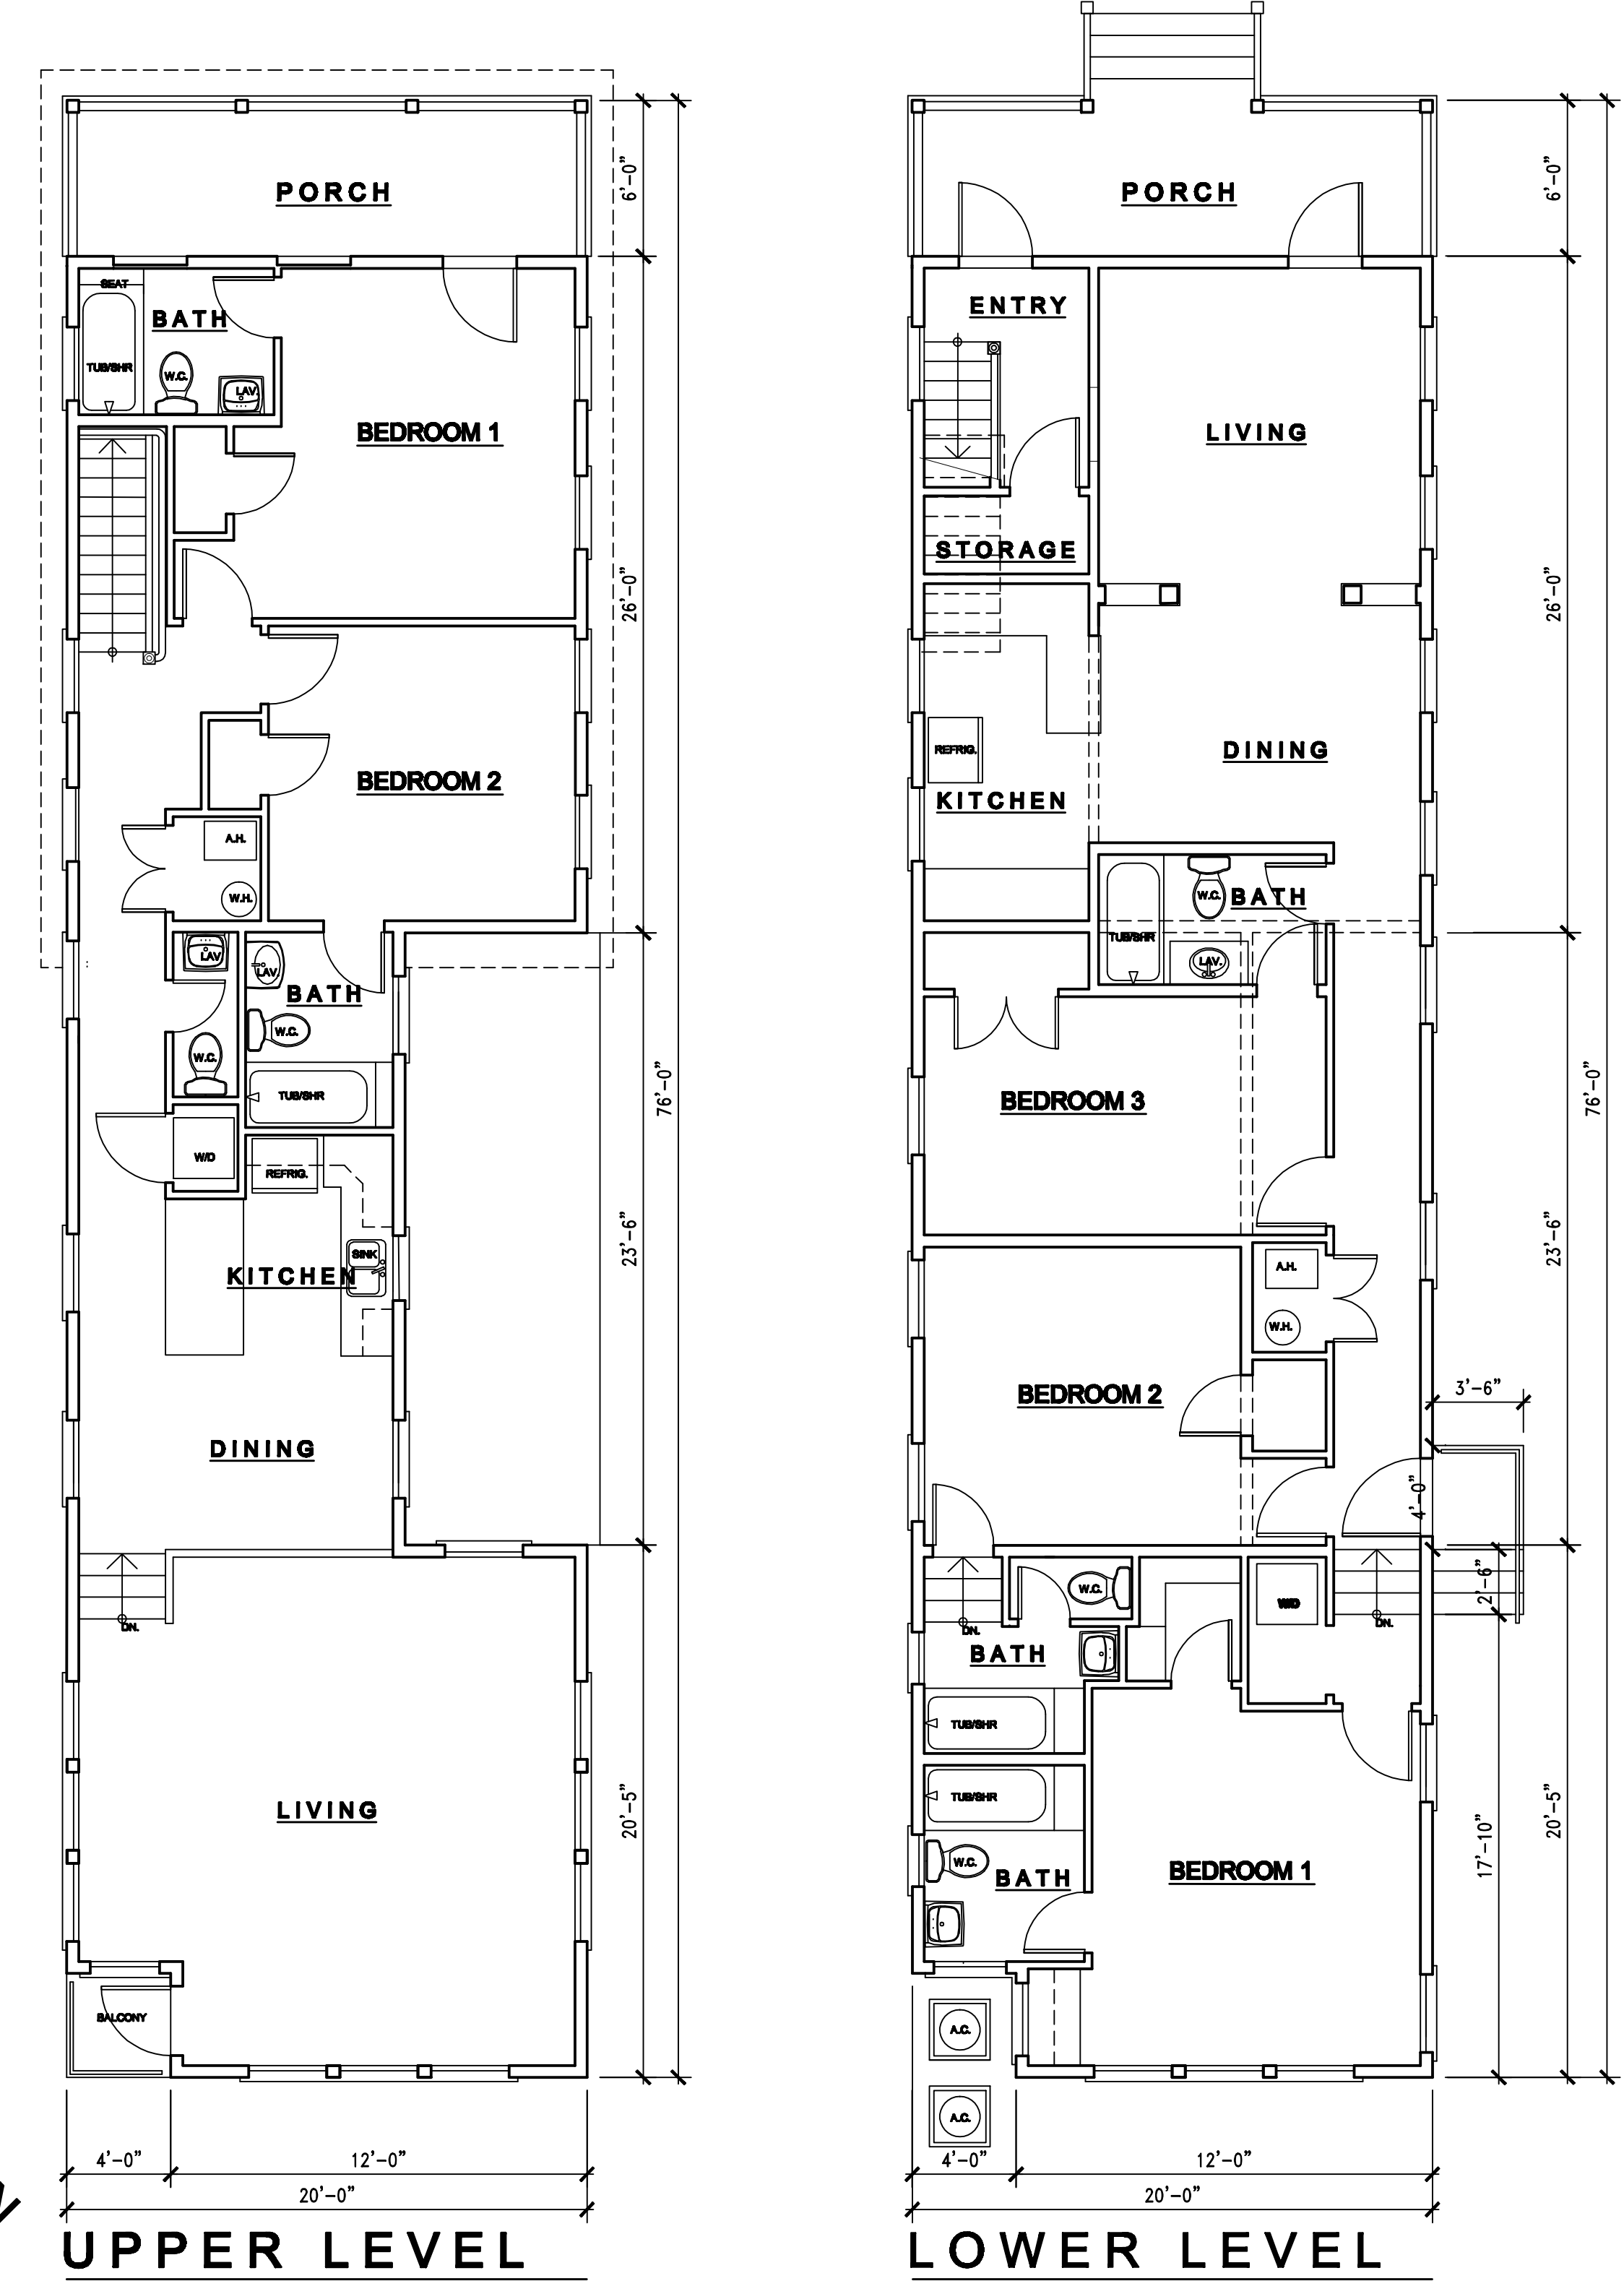 PORCH
6'-0"
SEAT
BATH
TUB/SHR
W.C.
LAV.
BEDROOM 1
26'-0"
BEDROOM 2
A.H.
W.H.
LAV
LAV.
BATH
W.C.
W.C.
TUB/SHR
76'-0"
W/D
REFRIG.
SINK
KITCHEN
23'-6"
DINING
DN.
LIVING
20'-5"
BALCONY
4'-0"
12'-0"
20'-0"
UPPER LEVEL
PORCH
6'-0"
ENTRY
LIVING
STORAGE
26'-0"
REFRIG.
DINING
KITCHEN
W.C.
BATH
TUB/SHR
LAV.
BEDROOM 3
76'-0"
23'-6"
A.H.
W.H.
BEDROOM 2
3'-6"
4'-0"
2'-6"
W.C.
W/D
DN.
DN.
BATH
TUB/SHR
TUB/SHR
20'-5"
17'-10"
W.C.
BATH
BEDROOM 1
A.C.
A.C.
4'-0"
12'-0"
20'-0"
LOWER LEVEL